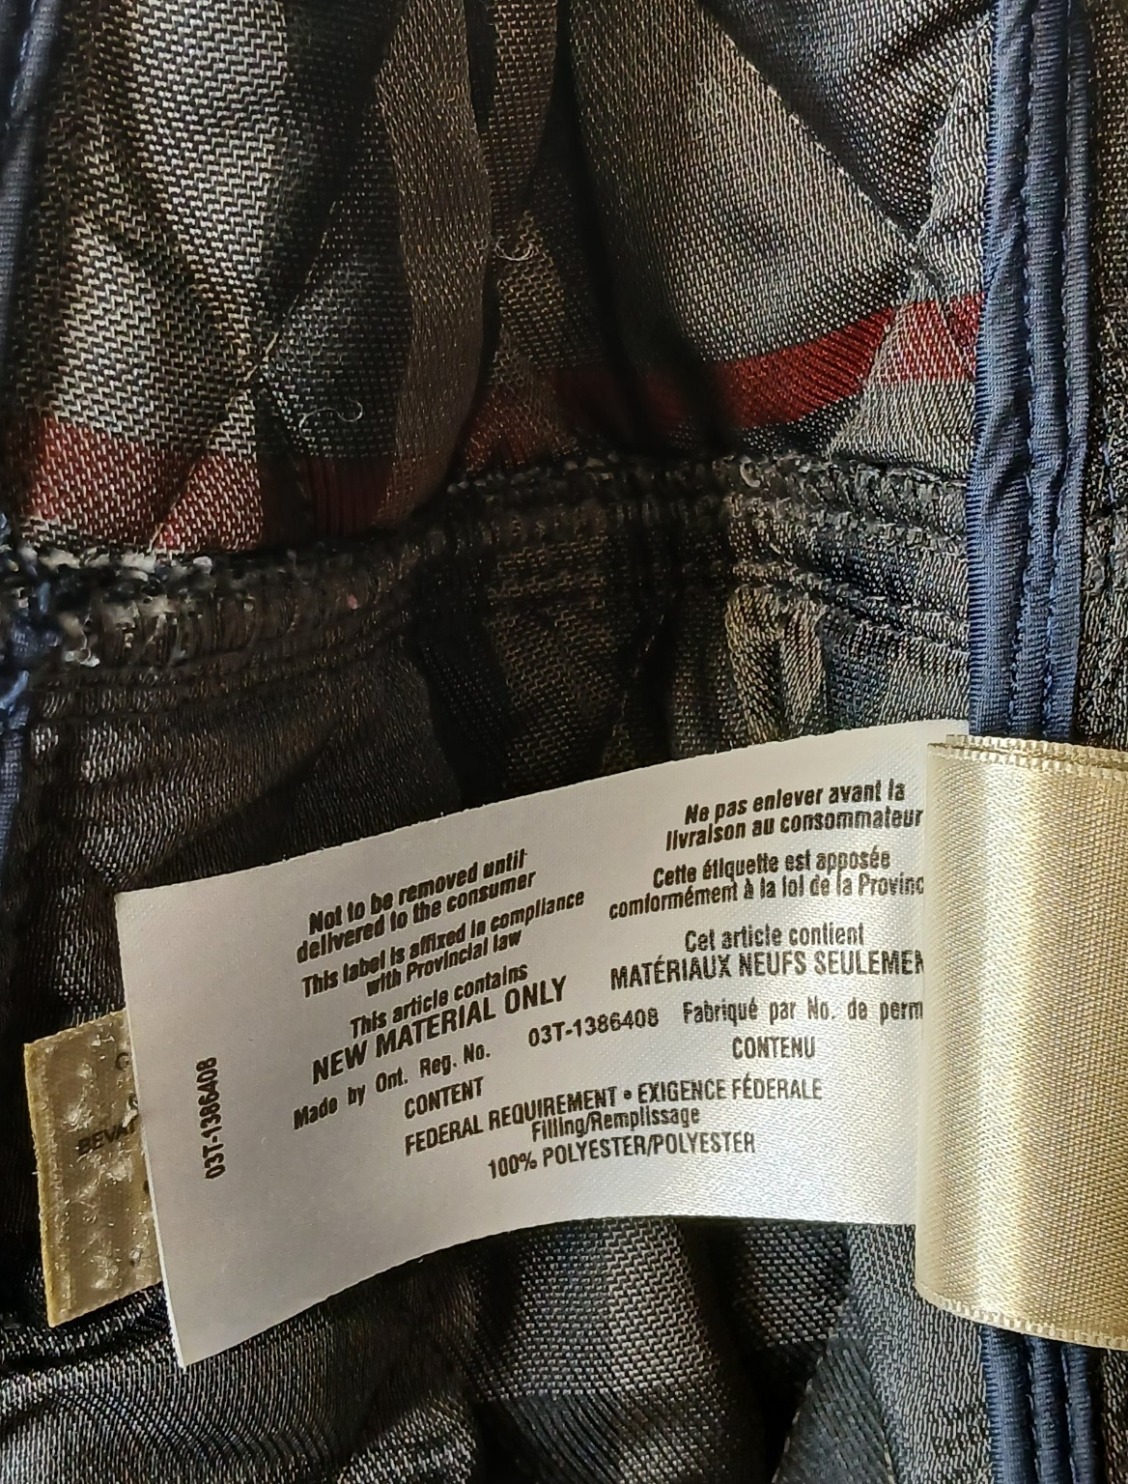 Ne pas enlever avant la
livraison au consommateur
Cette étiquette est apposée
comformément à la loi de la Provinc
Cet article contient
MATÉRIAUX NEUFS SEULEMEN
Fabriqué par No. de perm
CONTENU
Not to be removed until
delivered to the consumer
This label is affixed in compliance
with Provincial law
This article contains
NEW MATERIAL ONLY
Made by Ont. Reg. No. 03T-1386408
CONTENT
FEDERAL REQUIREMENT • EXIGENCE FÉDERALE
Filling/Remplissage
100% POLYESTER/POLYESTER
03T-1386408